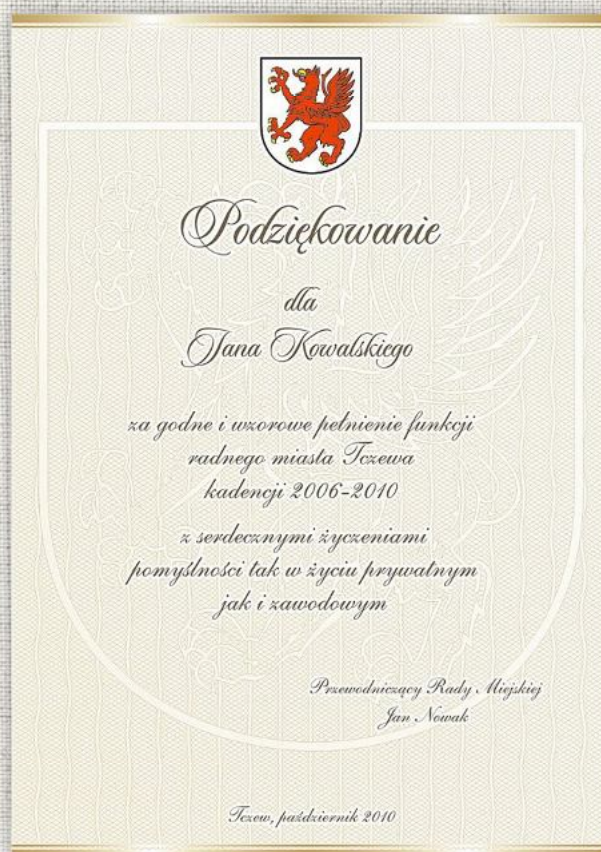 Podziękowanie
dla
Jana Kowalskiego
za godne i wzorowe pełnienie funkcji
radnego miasta Tczewa
kadencji 2006-2010
z serdecznymi życzeniami
pomyślności tak w życiu prywatnym
jak i zawodowym
Przewodniczący Rady Miejskiej
Jan Nowak
Tczew, październik 2010